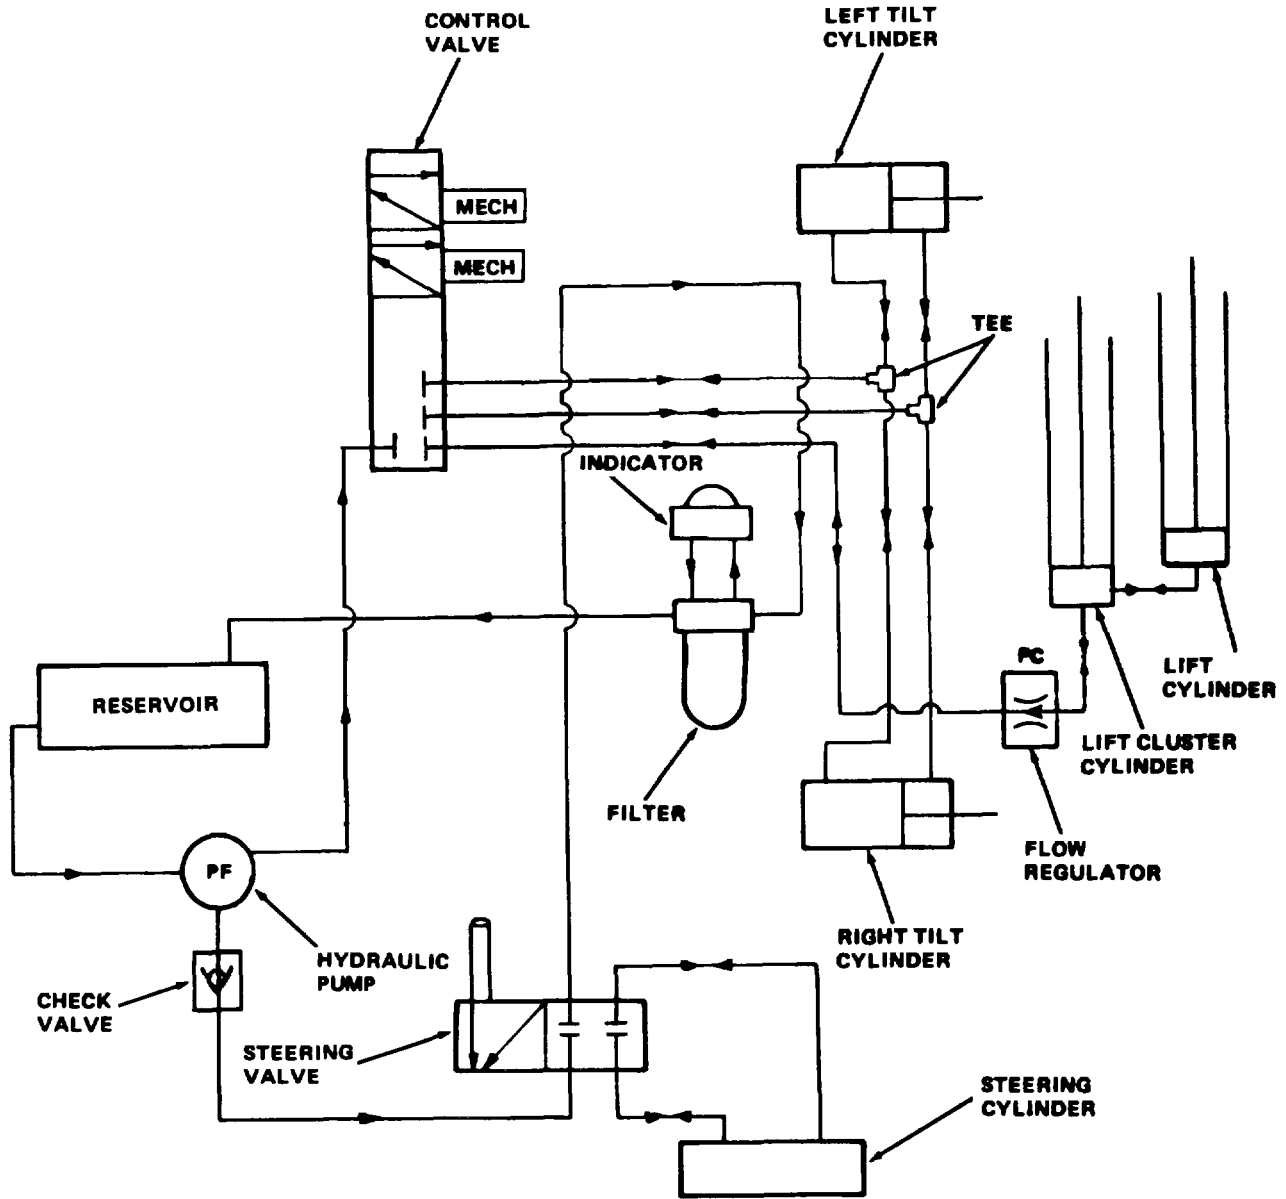 CONTROL
VALVE
LEFT TILT
CYLINDER
MECH
MECH
TEE
INDICATOR
PC
RESERVOIR
LIFT
CYLINDER
LIFT CLUSTER
CYLINDER
FILTER
FLOW
REGULATOR
PF
RIGHT TILT
CYLINDER
HYDRAULIC
PUMP
CHECK
VALVE
STEERING
VALVE
STEERING
CYLINDER